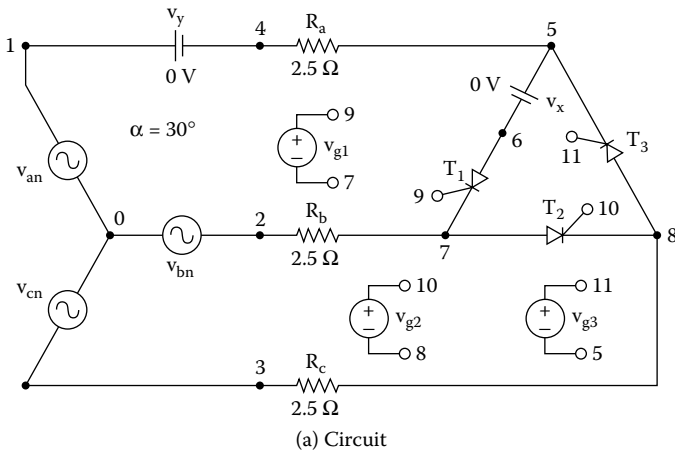 v_y
1
4
R_a
5
0 V
2.5 Ω
0 V
v_x
α = 30°
9
6
11
T_3
v_g1
v_an
T_1
7
9
T_2
10
0
2
R_b
7
8
v_bn
2.5 Ω
v_cn
10
11
v_g2
v_g3
8
5
3
R_c
2.5 Ω
(a) Circuit